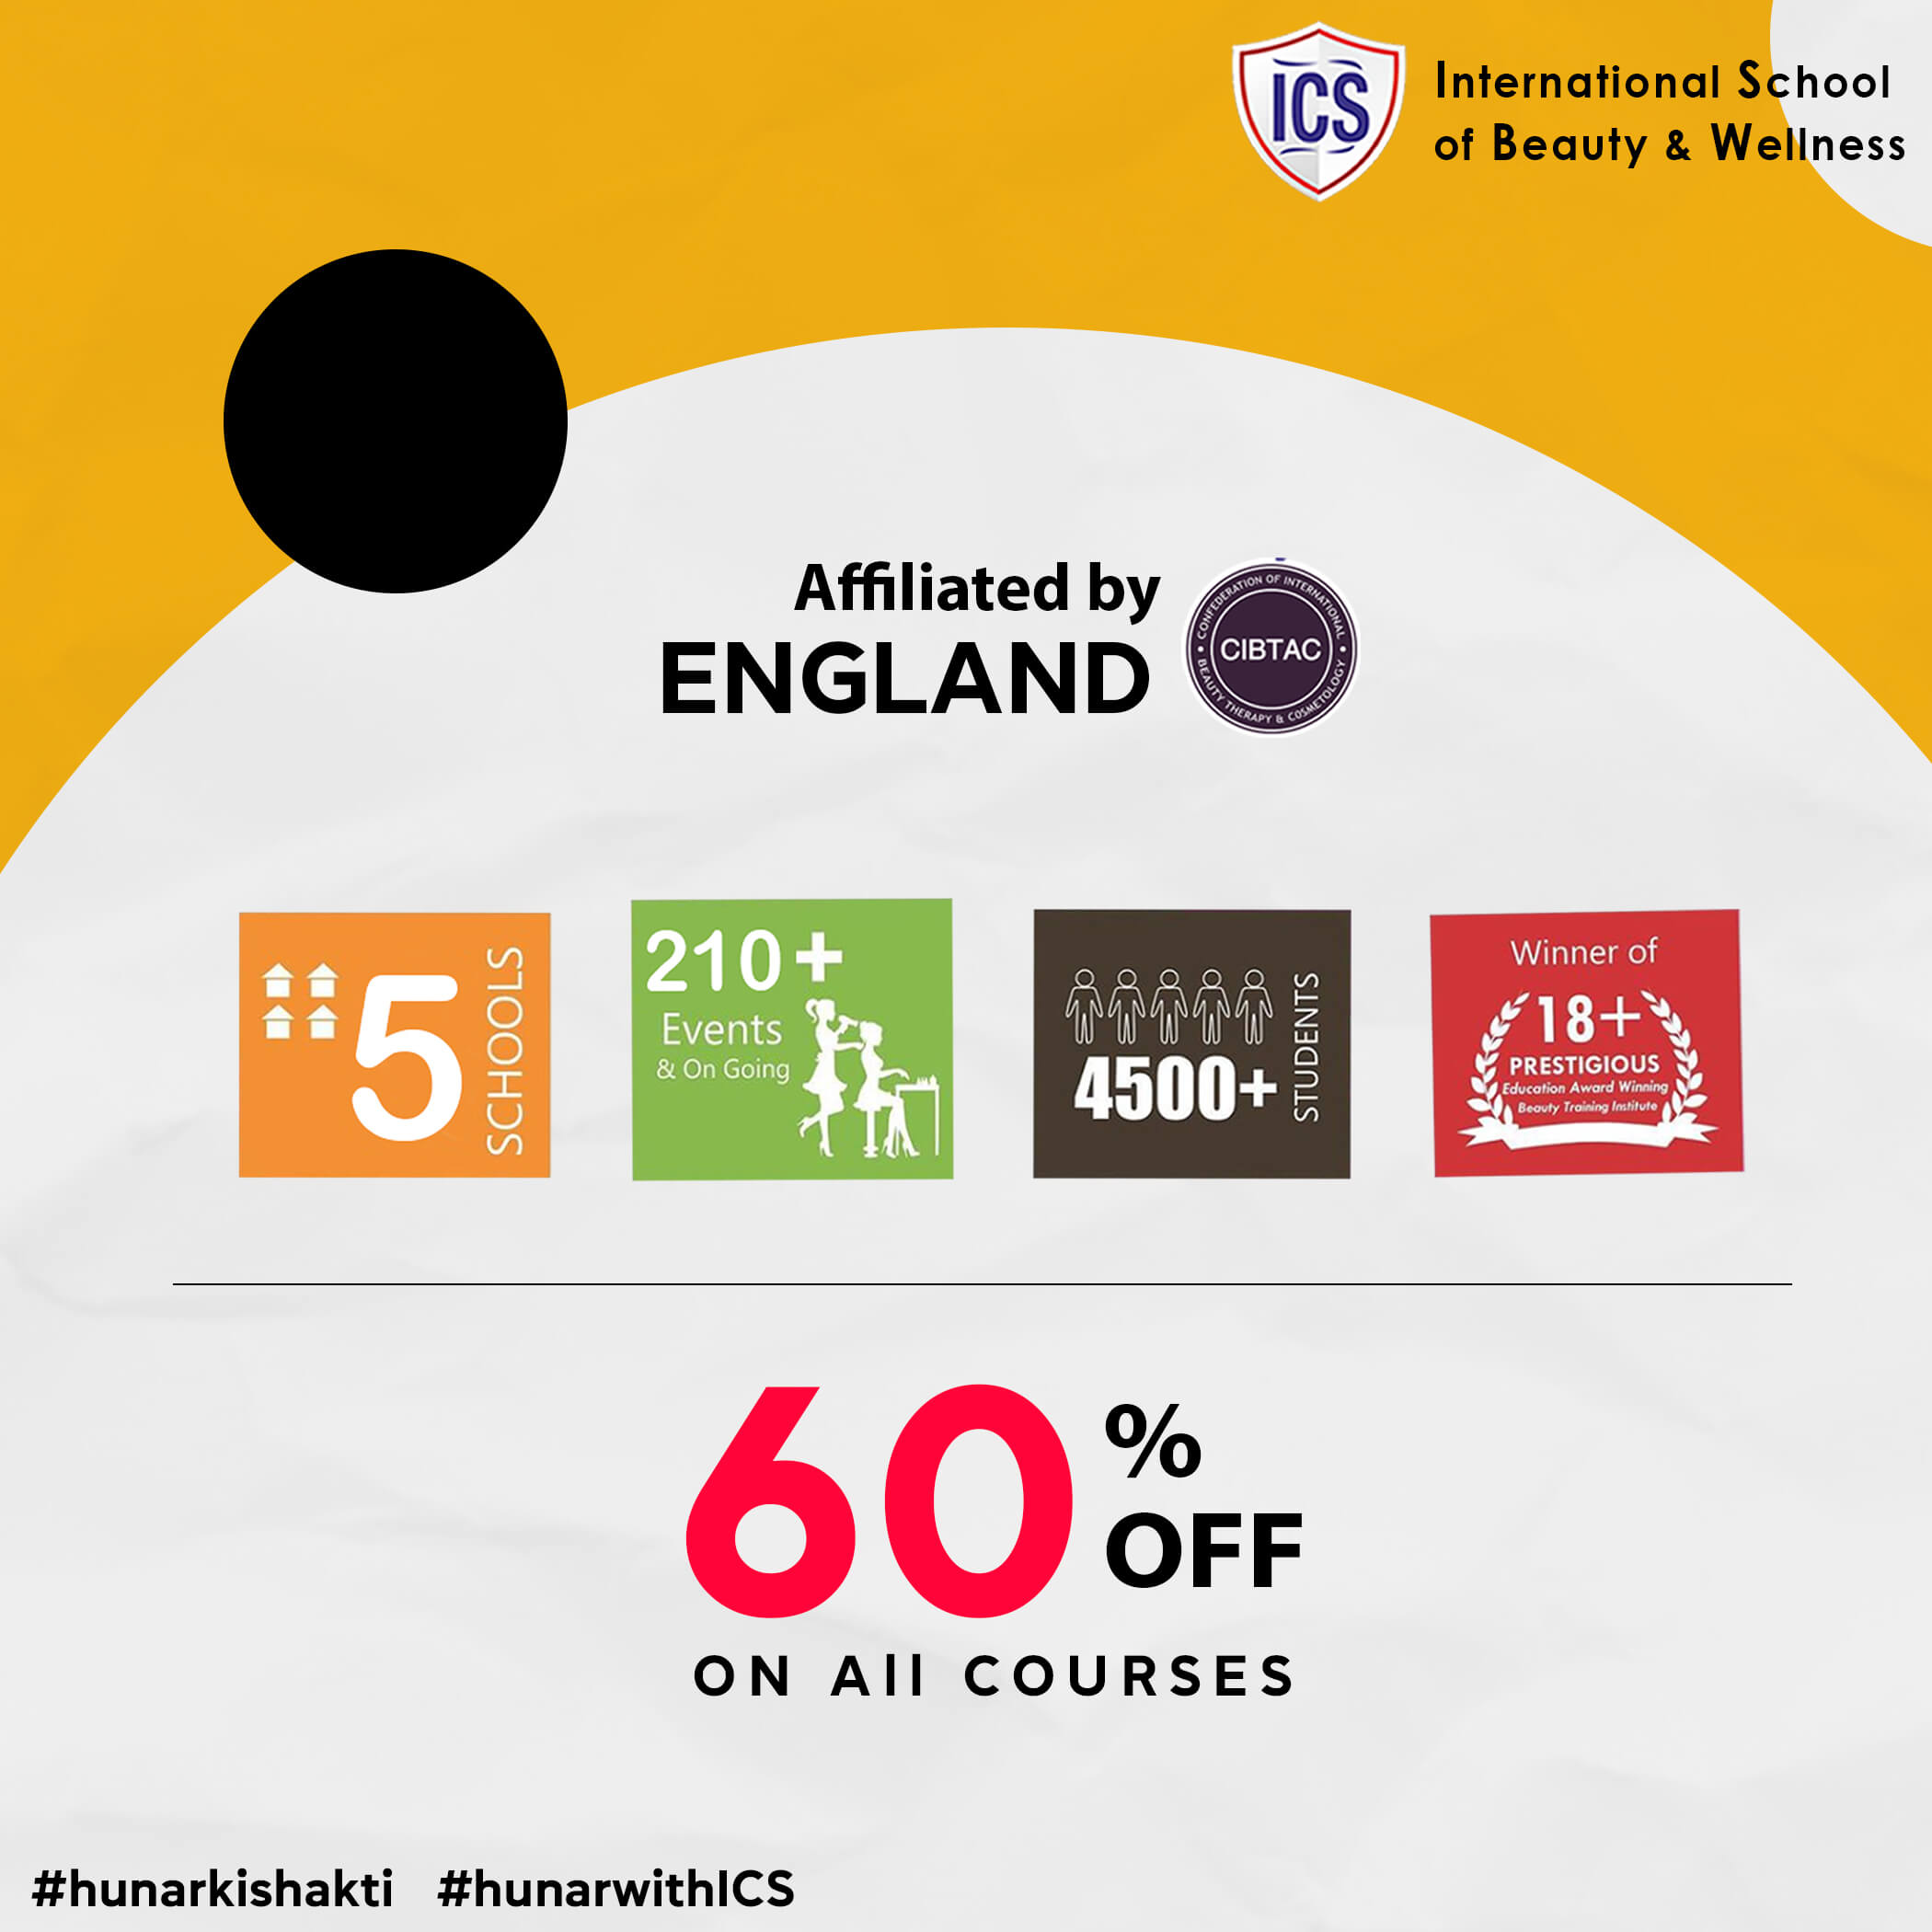 ICS
International School
of Beauty & Wellness
Affiliated by
ENGLAND
CONFEDERATION OF INTERNATIONAL
CIBTAC
BEAUTY THERAPY & COSMETOLOGY
5
SCHOOLS
210+
Events
& On Going
4500+
STUDENTS
Winner of
18+
PRESTIGIOUS
Education Award Winning
Beauty Training Institute
60
%
OFF
ON All COURSES
#hunarkishakti #hunarwithICS